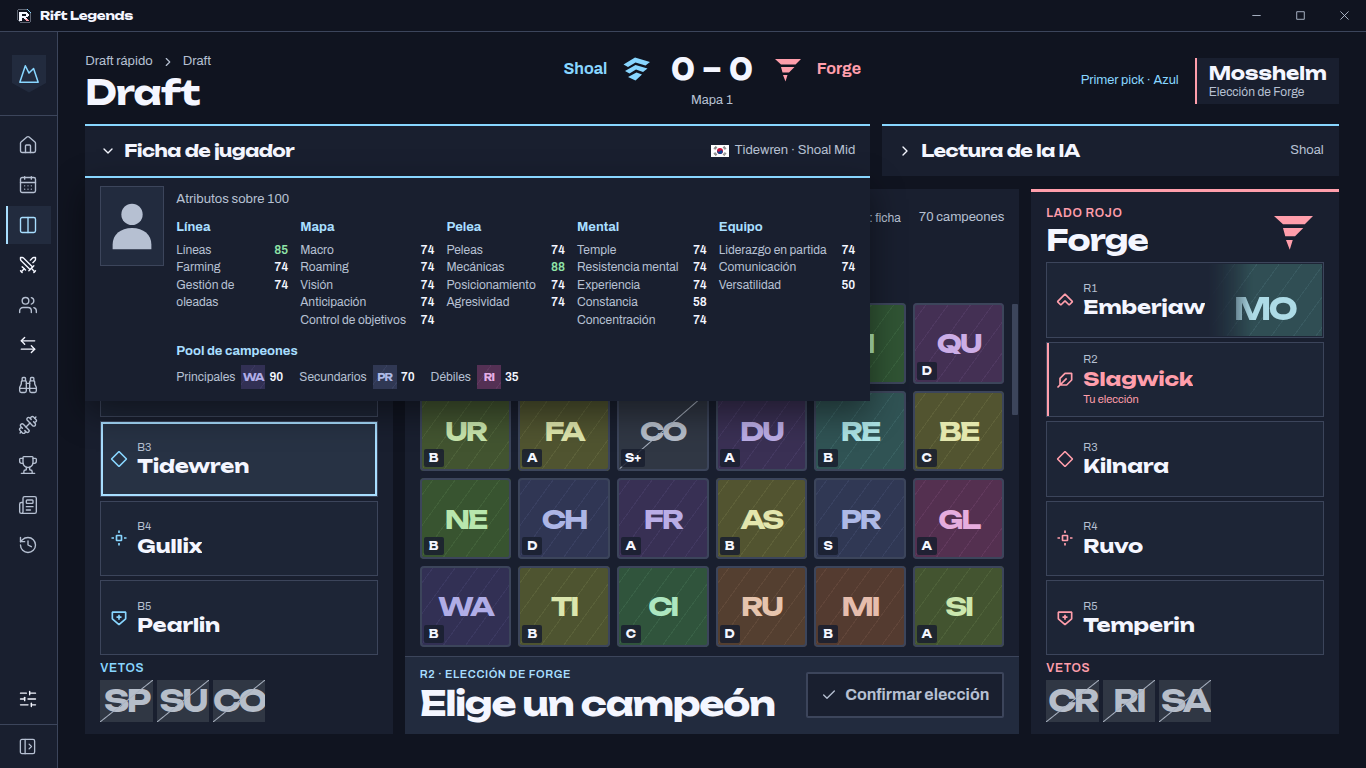 Rift Legends
Draft rápido > Draft
Draft
Shoal 0 – 0 Forge
Mapa 1
Primer pick · Azul
Mosshelm
Elección de Forge
Ficha de jugador
Tidewren · Shoal Mid
Lectura de la IA
Shoal
Atributos sobre 100
Línea
Líneas 85
Farming 74
Gestión de oleadas 74
Mapa
Macro 74
Roaming 74
Visión 74
Anticipación 74
Control de objetivos 74
Pelea
Peleas 74
Mecánicas 88
Posicionamiento 74
Agresividad 74
Mental
Temple 74
Resistencia mental 74
Experiencia 74
Constancia 58
Concentración 74
Equipo
Liderazgo en partida 74
Comunicación 74
Versatilidad 50
Pool de campeones
Principales WA 90 Secundarios PR 70 Débiles RI 35
: ficha
70 campeones
QU
D
UR
B
FA
A
CO
S+
DU
A
RE
B
BE
C
NE
B
CH
D
FR
A
AS
B
PR
S
GL
A
WA
B
TI
B
CI
C
RU
D
MI
B
SI
A
B3
Tidewren
B4
Gullix
B5
Pearlin
VETOS
SP SU CO
R2 · ELECCIÓN DE FORGE
Elige un campeón
Confirmar elección
LADO ROJO
Forge
R1
Emberjaw
MO
R2
Slagwick
Tu elección
R3
Kilnara
R4
Ruvo
R5
Temperin
VETOS
CR RI SA